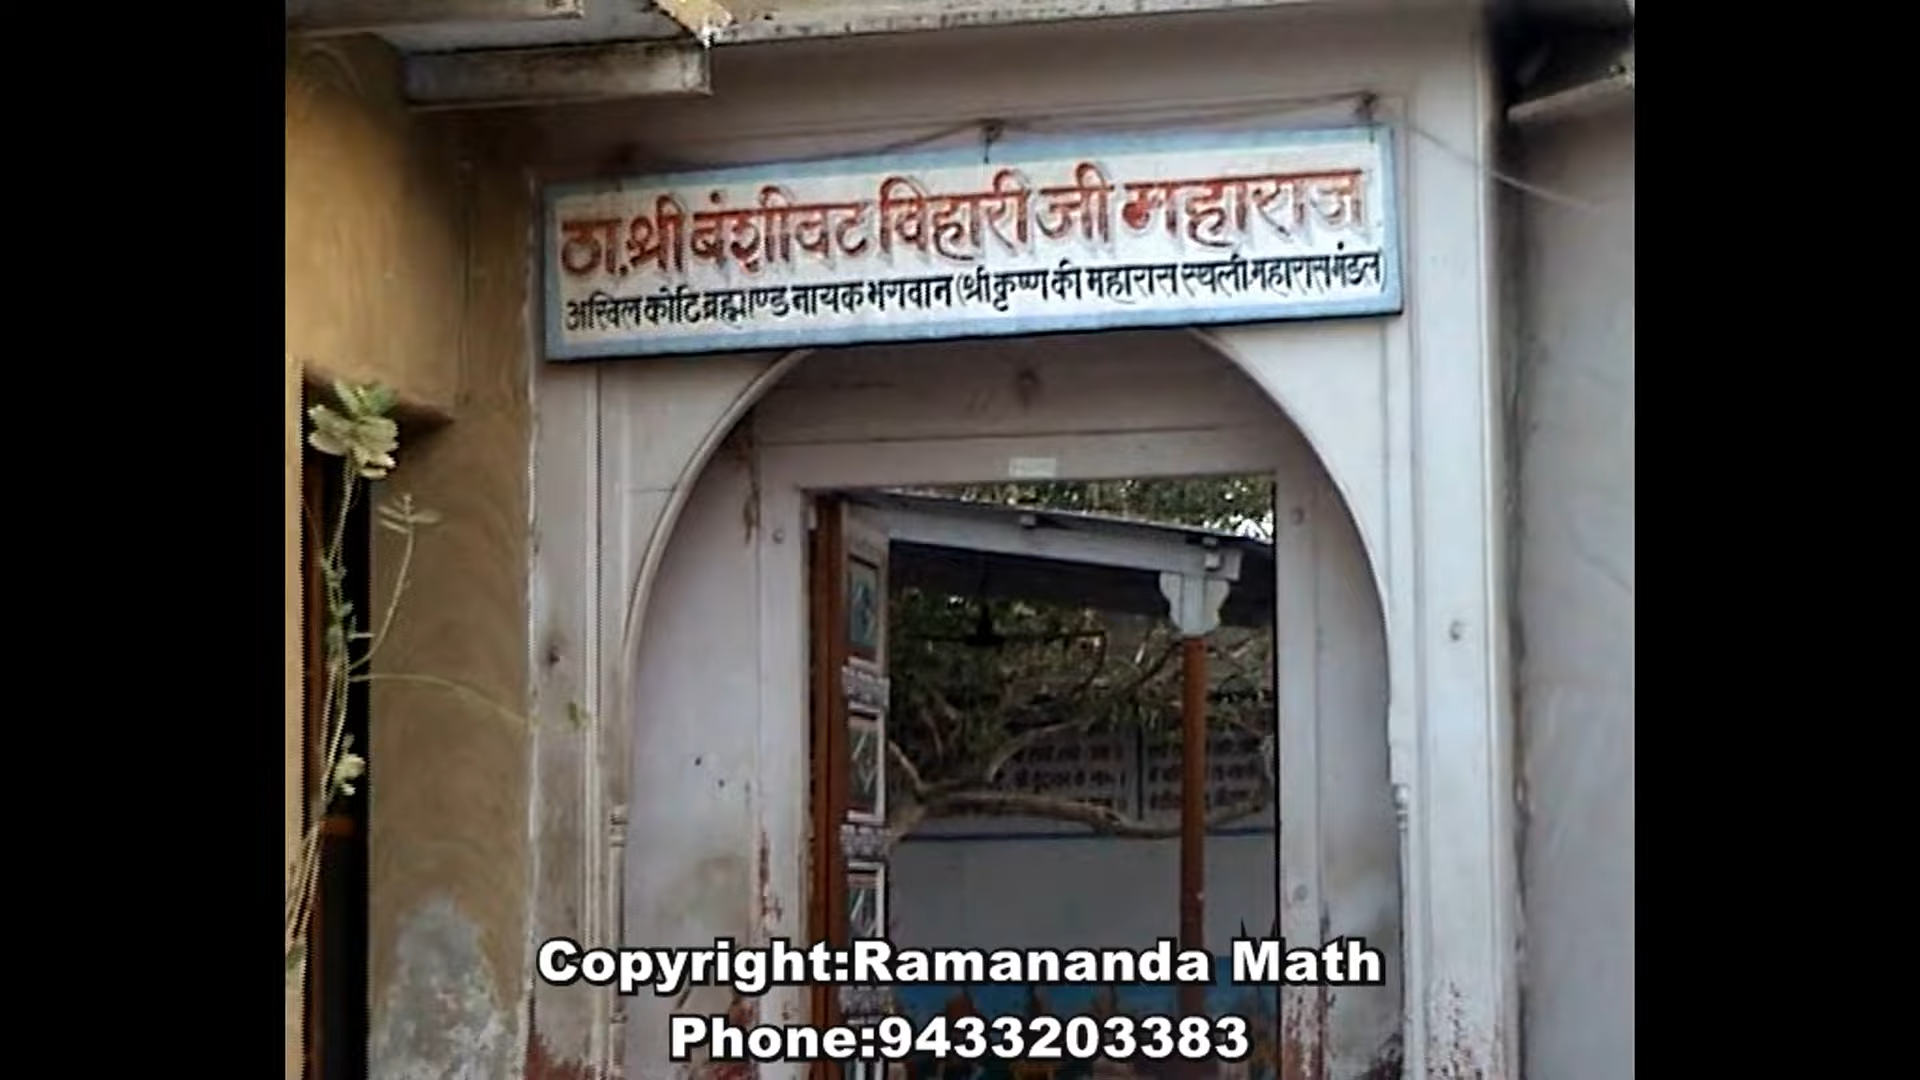 ठा.श्री बंशीवट विहारी जी महाराज
अखिल कोटि ब्रह्माण्ड नायक भगवान (श्री कृष्ण की महारास स्थली महारास मंडल)
Copyright:Ramananda Math
Phone:9433203383